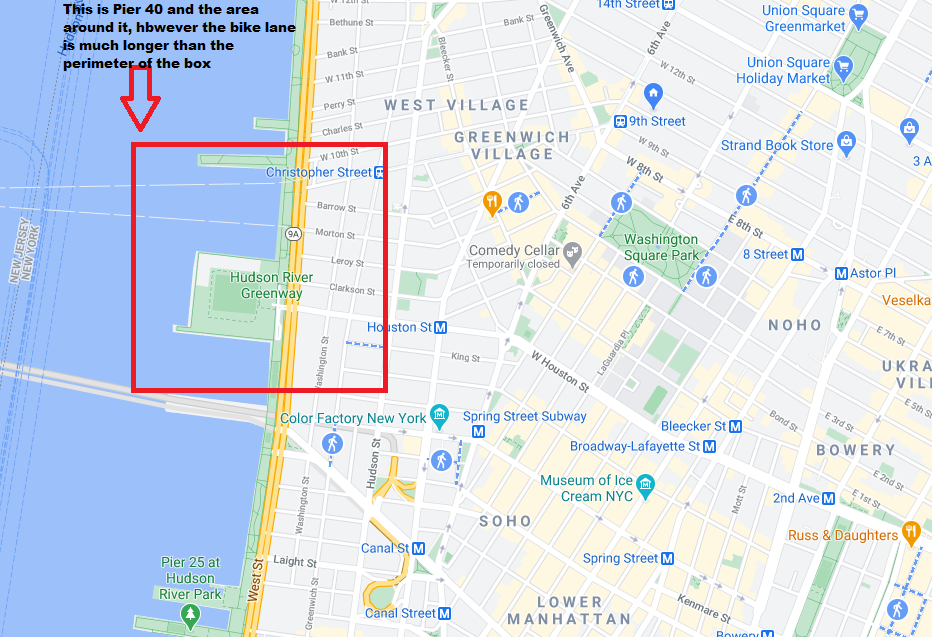 This is Pier 40 and the area
around it, hbwever the bike lane
is much longer than the
perimeter of the box
14th Street
Bethune St
Bank St
Union Square
Greenmarket
Greenwich Ave
6th Ave
Bank St
Bleecker St
W 12th St
Union Square
Holiday Market
W 11th St
Perry St
WEST VILLAGE
Charles St
9th Street
GREENWICH
VILLAGE
W 10th St
W 9th St
Strand Book Store
3 A
Christopher Street
W 8th St
6th Ave
Barrow St
E 8th St
9A
Morton St
Washington
Square Park
Comedy Cellar
Temporarily closed
8 Street M
NEW JERSEY
NEW YORK
Leroy St
M Astor Pl
Hudson River
Greenway
Clarkson St
Veselka
Houston St M
NOHO
E 7th St
LaGuardia Pl
Washington St
King St
W Houston St
UKRA
VILL
E 5th St
Color Factory New York
Spring Street Subway
M
Bond St
E 3rd St
Bleecker St M
Broadway-Lafayette St M
BOWERY
Hudson St
E 2nd St
Museum of Ice
Cream NYC
Mott St
2nd Ave M
E 1st St
Washington St
SOHO
Russ & Daughters
Canal St M
Spring Street M
Pier 25 at
Hudson
River Park
Laight St
West St
Greenwich St
LOWER
MANHATTAN
Kenmare St
Canal Street M
Bowery M